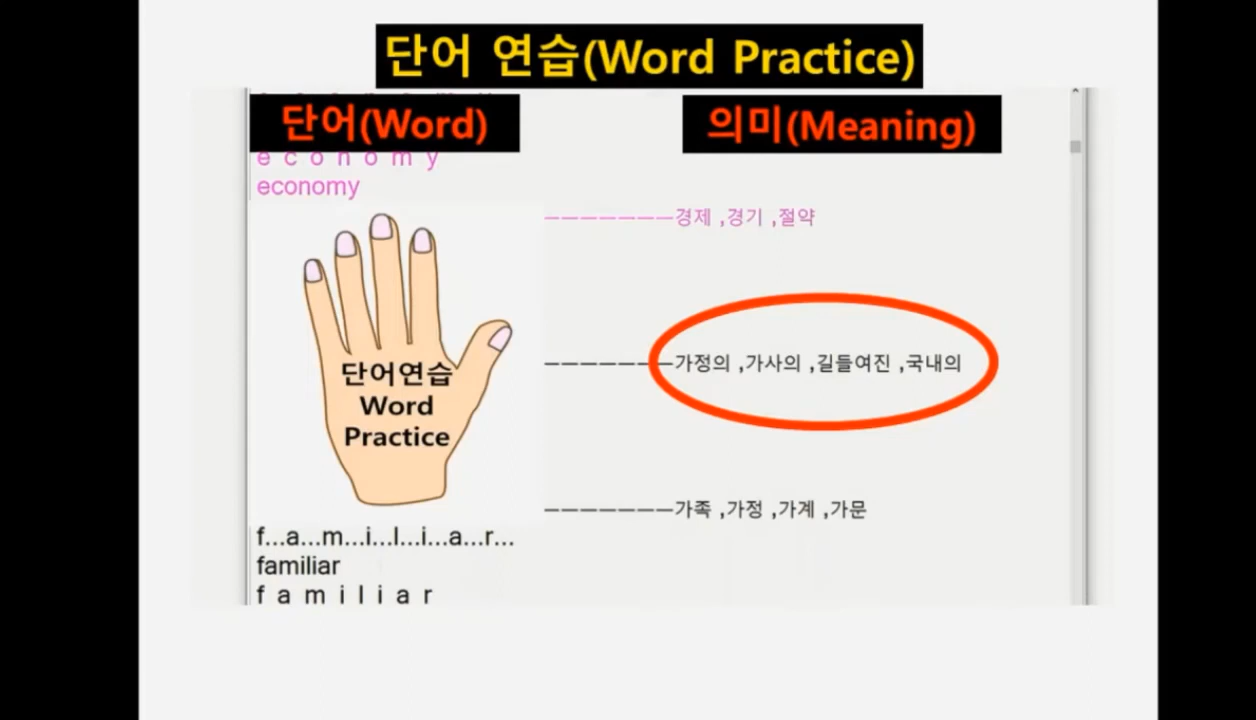 단어 연습(Word Practice)
단어(Word)
의미(Meaning)
e c o n o m y
economy
———————경제 ,경기 ,절약
단어연습
Word
Practice
———————가정의 ,가사의 ,길들여진 ,국내의
———————가족 ,가정 ,가계 ,가문
f...a...m...i...l...i...a...r...
familiar
f a m i l i a r